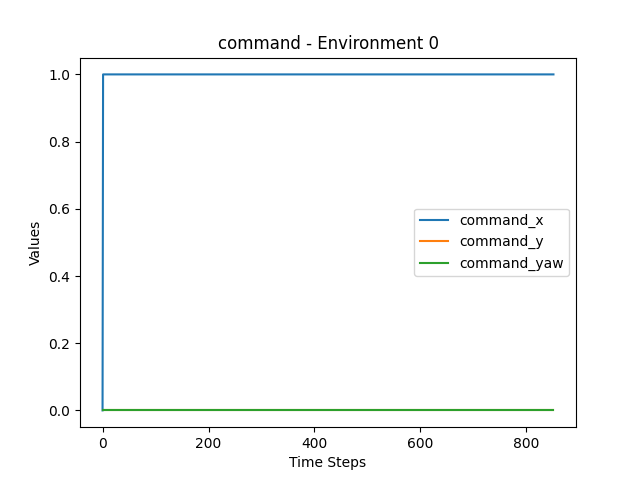 command - Environment 0
Values
1.0
0.8
0.6
0.4
0.2
0.0
command_x
command_y
command_yaw
0 200 400 600 800
Time Steps